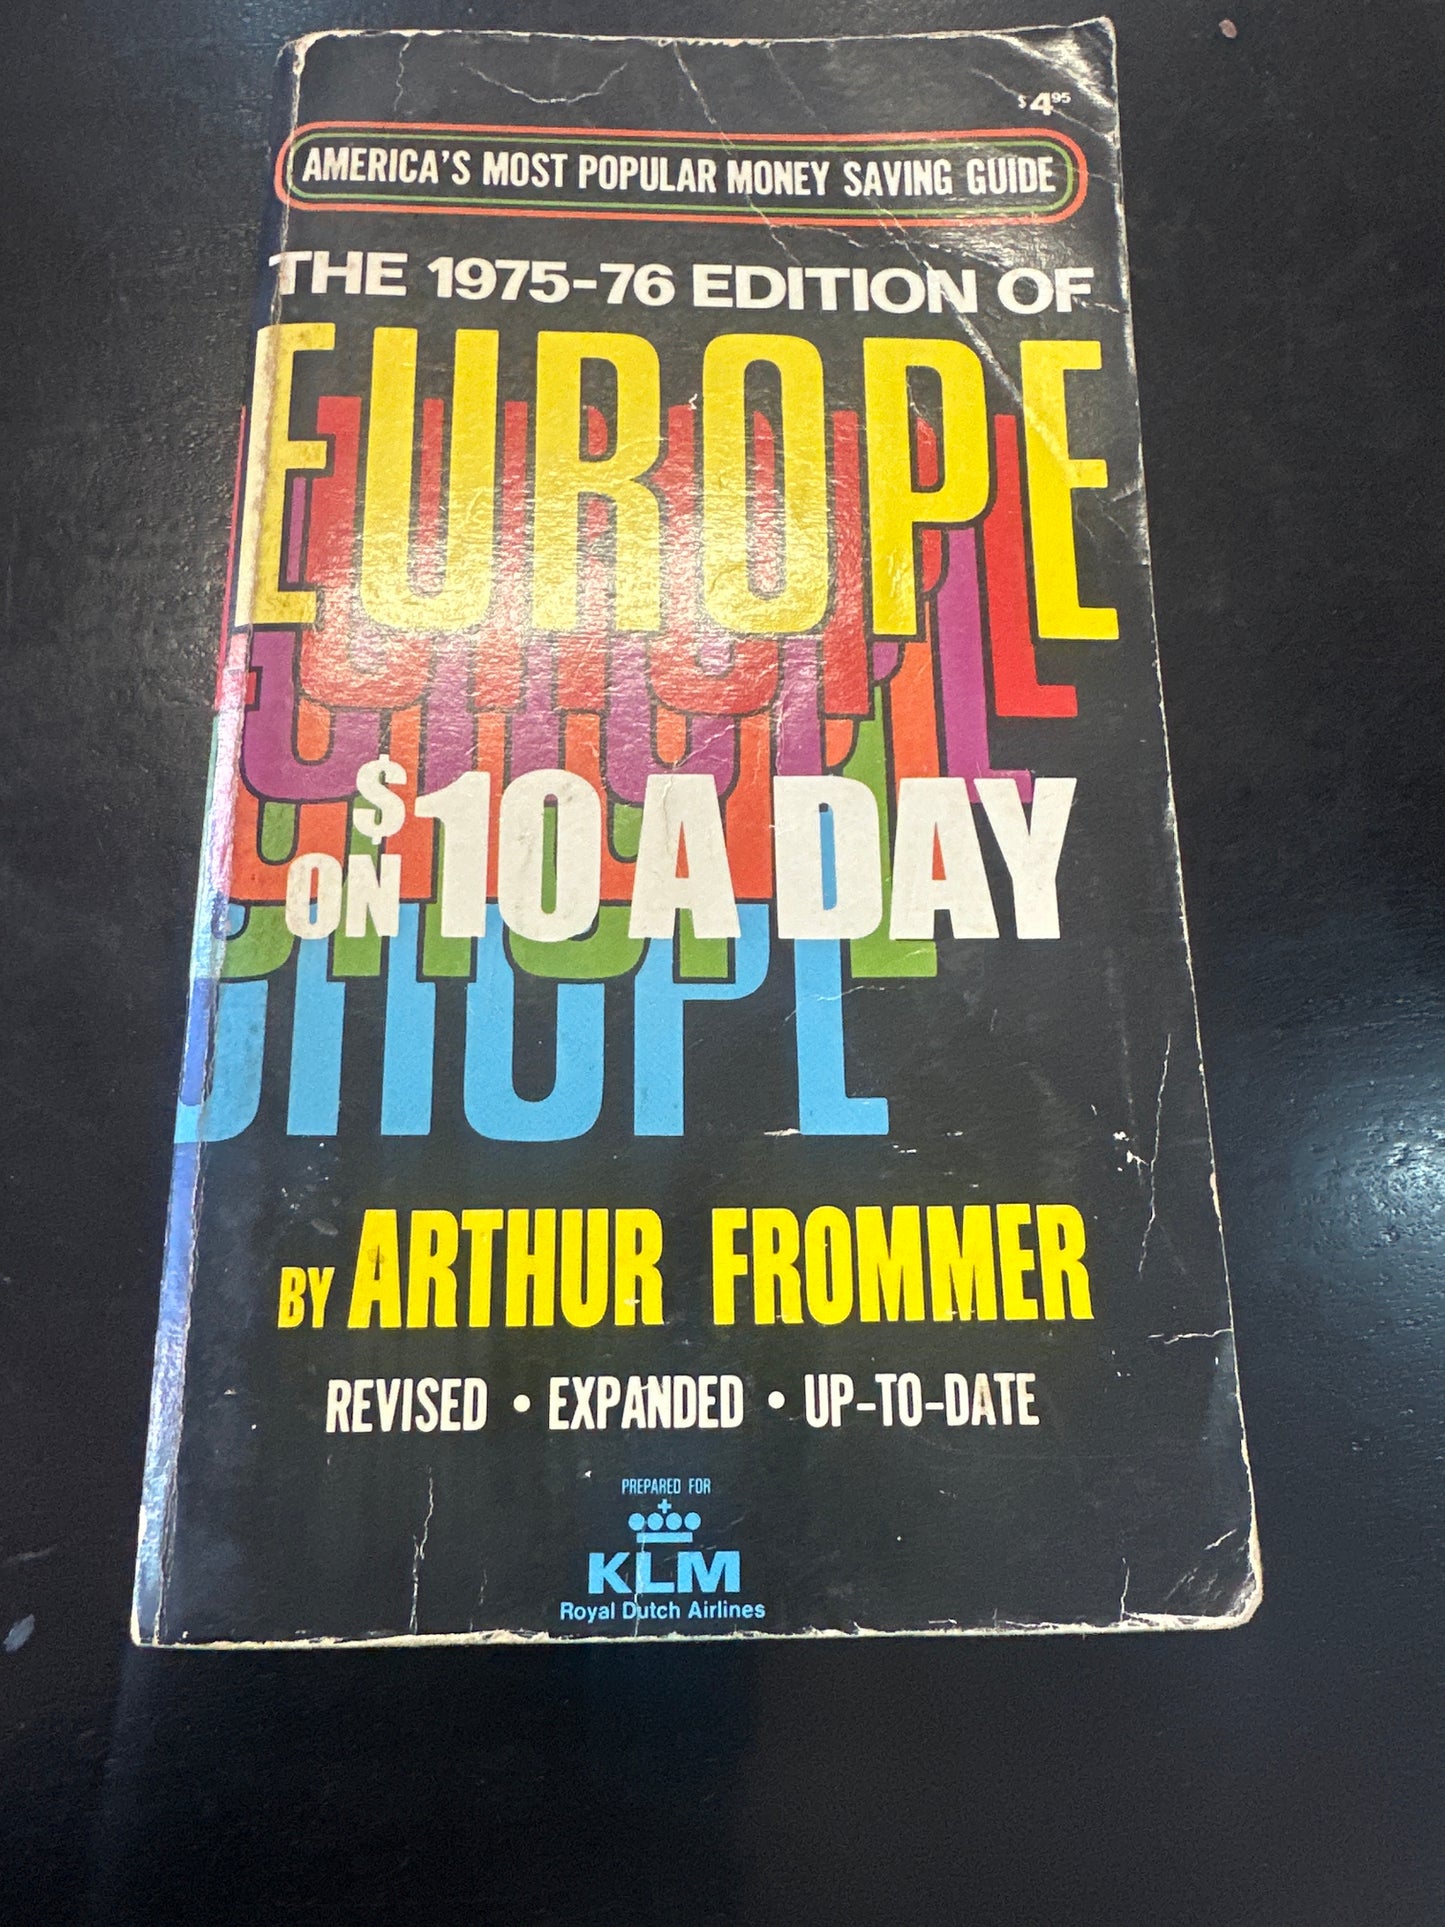 $4.95
AMERICA'S MOST POPULAR MONEY SAVING GUIDE
THE 1975-76 EDITION OF
EUROPE
ON $10 A DAY
BY ARTHUR FROMMER
REVISED • EXPANDED • UP-TO-DATE
PREPARED FOR
KLM
Royal Dutch Airlines